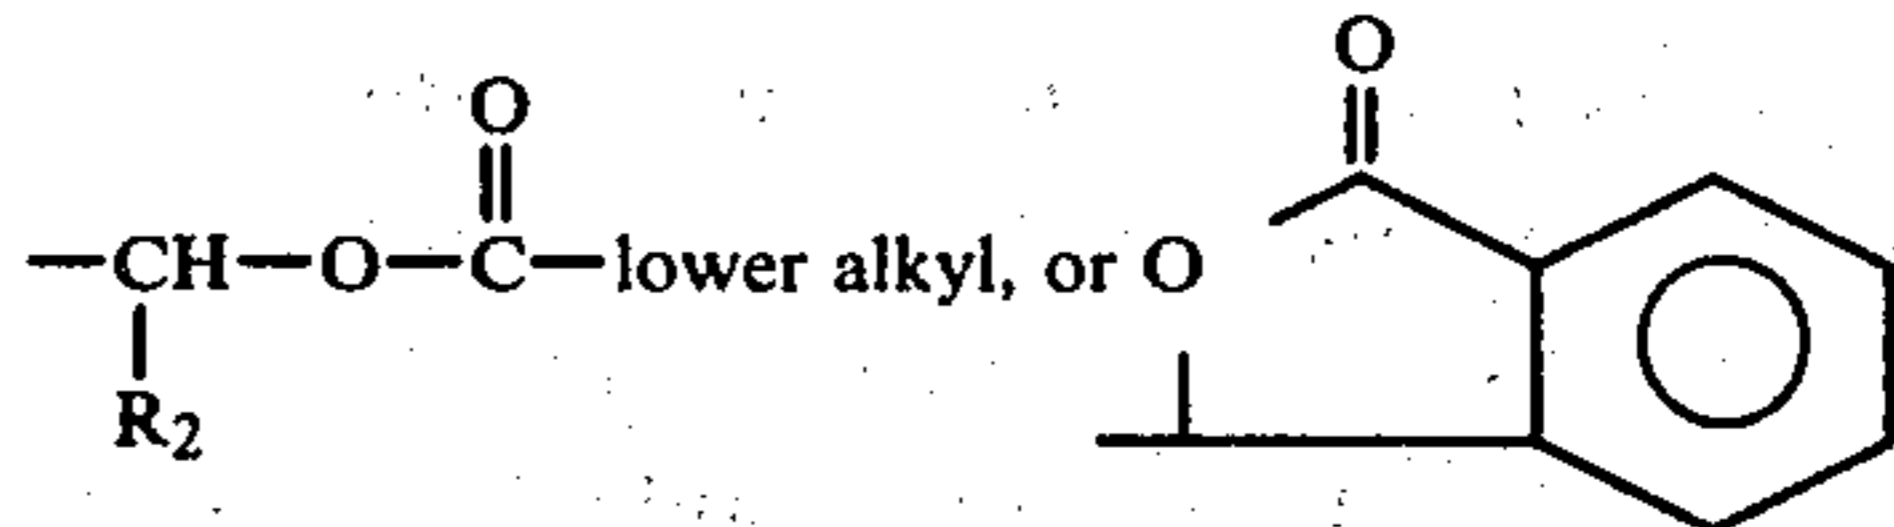 O
O
—CH—O—C—lower alkyl, or O
R2